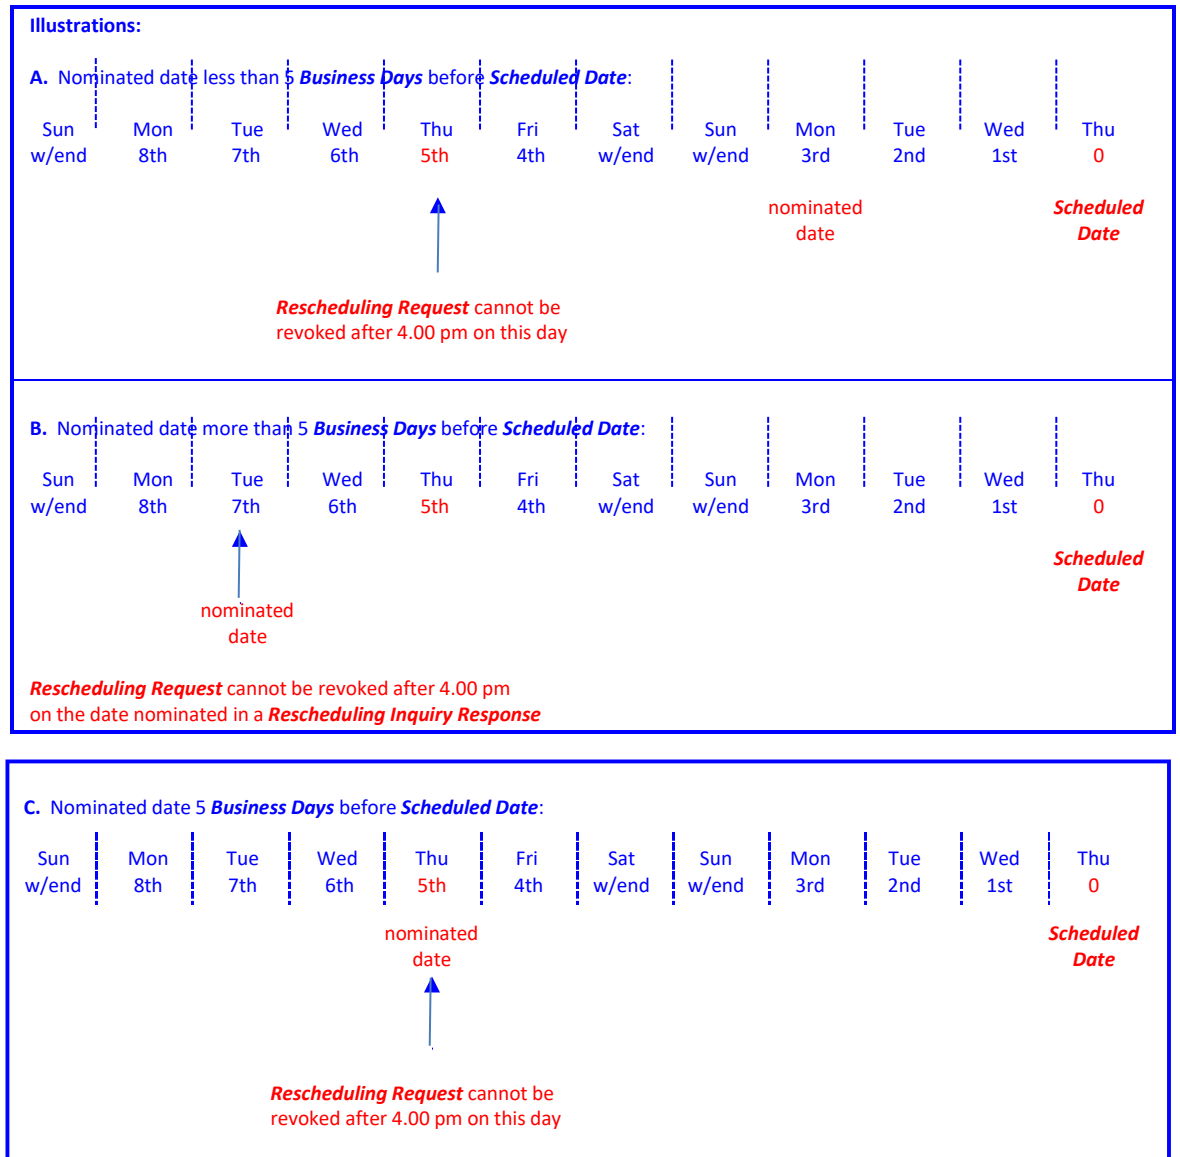 Illustrations:
A. Nominated date less than 5 Business Days before Scheduled Date:
Sun Mon Tue Wed Thu Fri Sat Sun Mon Tue Wed Thu
w/end 8th 7th 6th 5th 4th w/end w/end 3rd 2nd 1st 0
nominated Scheduled
date Date
Rescheduling Request cannot be
revoked after 4.00 pm on this day
B. Nominated date more than 5 Business Days before Scheduled Date:
Sun Mon Tue Wed Thu Fri Sat Sun Mon Tue Wed Thu
w/end 8th 7th 6th 5th 4th w/end w/end 3rd 2nd 1st 0
Scheduled
Date
nominated
date
Rescheduling Request cannot be revoked after 4.00 pm
on the date nominated in a Rescheduling Inquiry Response
C. Nominated date 5 Business Days before Scheduled Date:
Sun Mon Tue Wed Thu Fri Sat Sun Mon Tue Wed Thu
w/end 8th 7th 6th 5th 4th w/end w/end 3rd 2nd 1st 0
nominated Scheduled
date Date
Rescheduling Request cannot be
revoked after 4.00 pm on this day